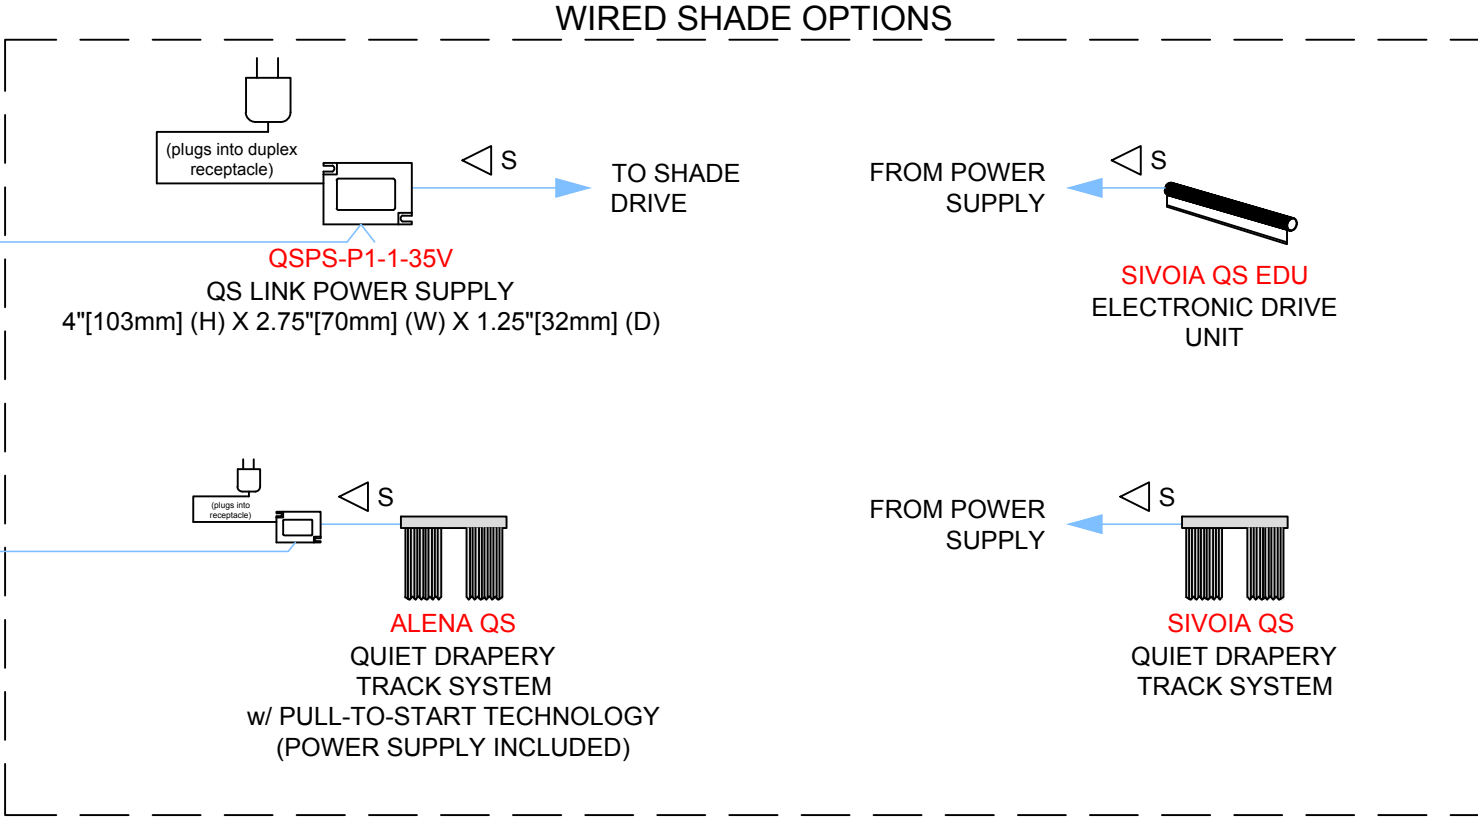 WIRED SHADE OPTIONS
(plugs into duplex
receptacle)
S
TO SHADE
DRIVE
QSPS-P1-1-35V
QS LINK POWER SUPPLY
4"[103mm] (H) X 2.75"[70mm] (W) X 1.25"[32mm] (D)
FROM POWER
SUPPLY
S
SIVOIA QS EDU
ELECTRONIC DRIVE
UNIT
(plugs into
receptacle)
S
ALENA QS
QUIET DRAPERY
TRACK SYSTEM
w/ PULL-TO-START TECHNOLOGY
(POWER SUPPLY INCLUDED)
FROM POWER
SUPPLY
S
SIVOIA QS
QUIET DRAPERY
TRACK SYSTEM